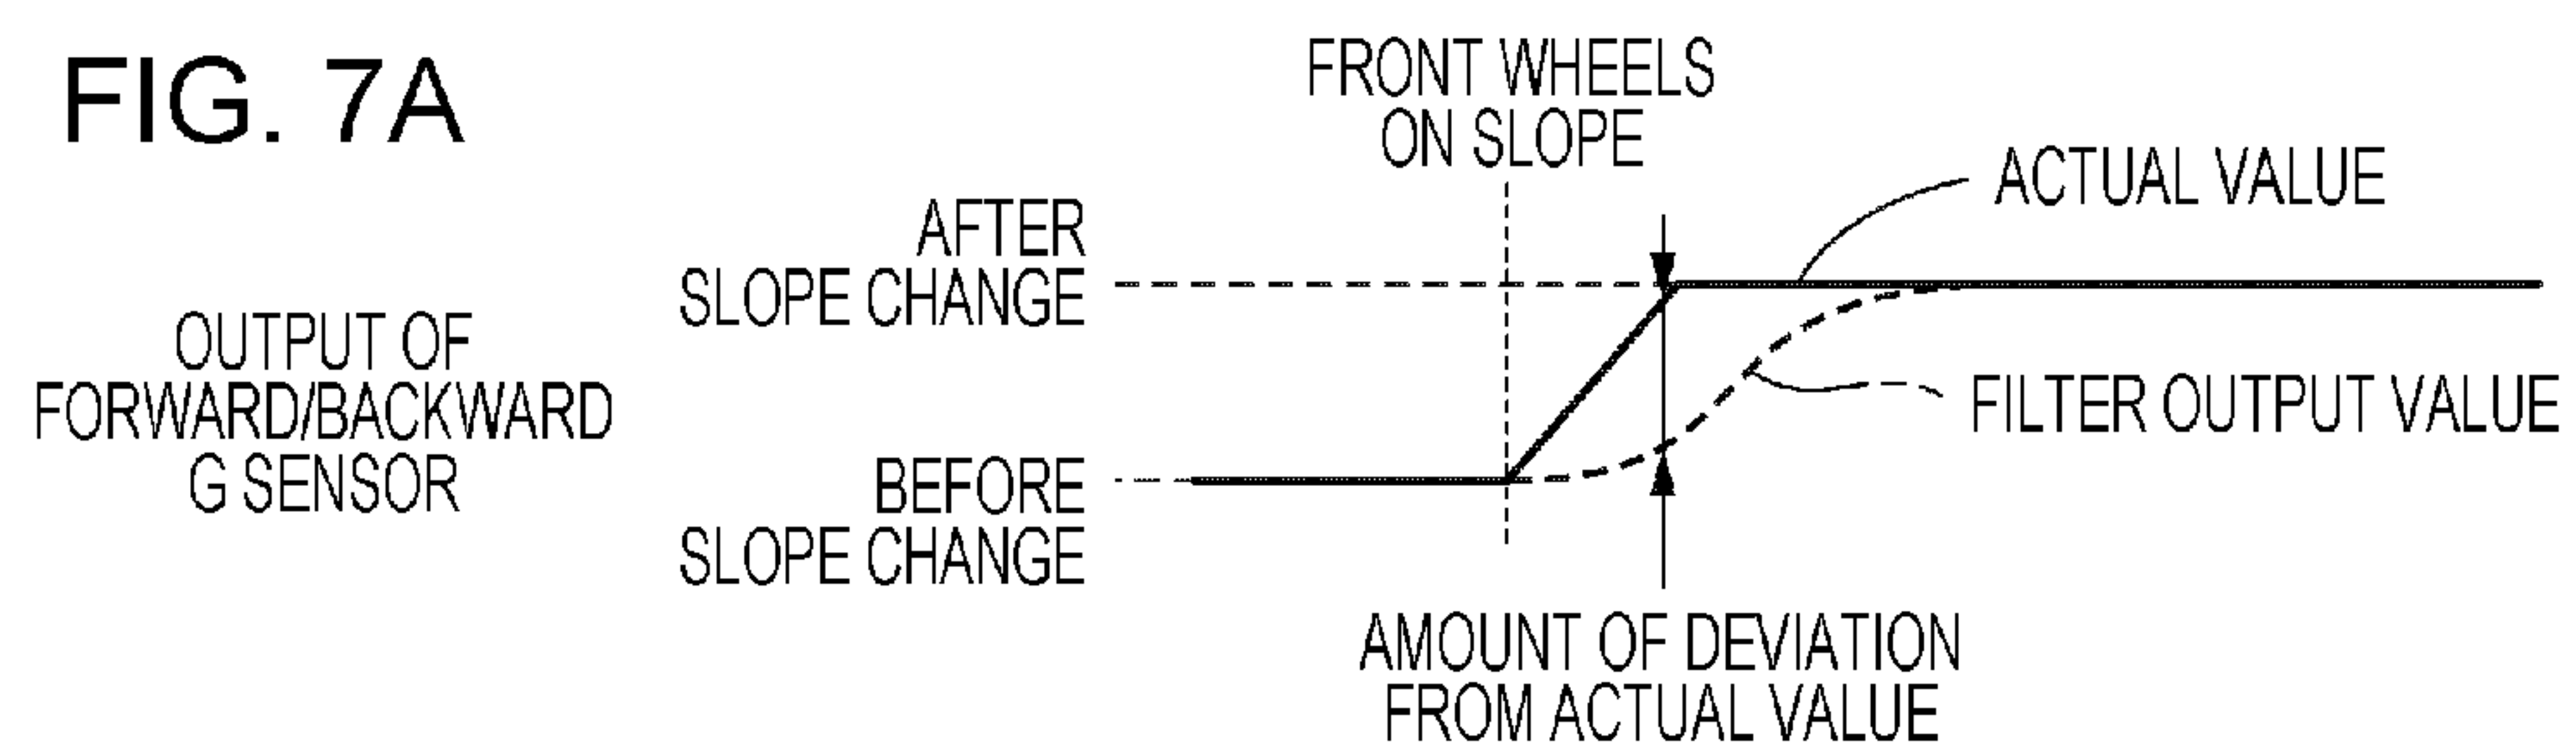 FIG. 7A
FRONT WHEELS
ON SLOPE
ACTUAL VALUE
AFTER
SLOPE CHANGE
OUTPUT OF
FORWARD/BACKWARD
G SENSOR
FILTER OUTPUT VALUE
BEFORE
SLOPE CHANGE
AMOUNT OF DEVIATION
FROM ACTUAL VALUE